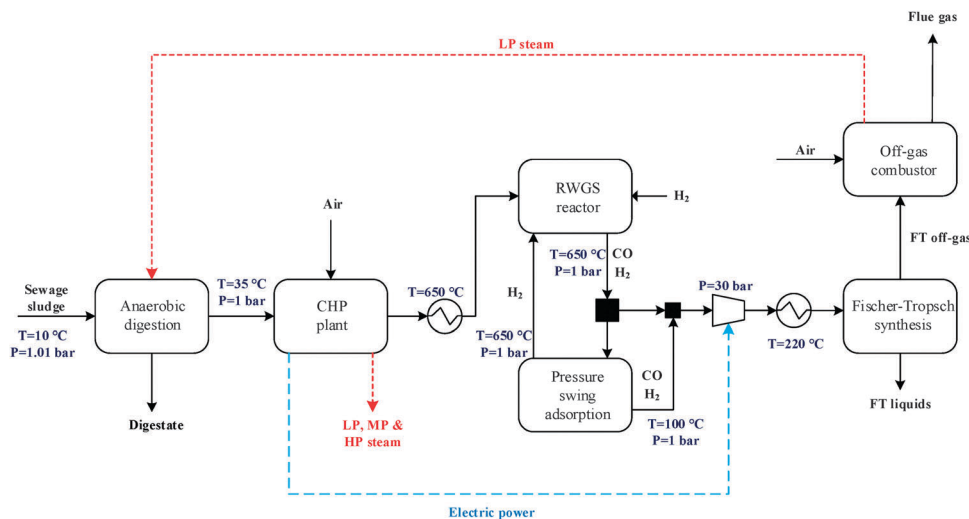 Flue gas
LP steam
Air
Off-gas
combustor
RWGS
reactor
H₂
Air
FT off-gas
T=650 °C
P=1 bar
CO
H₂
Sewage
sludge
T=35 °C
P=1 bar
T=650 °C
P=30 bar
H₂
Anaerobic
digestion
CHP
plant
Fischer-Tropsch
synthesis
T=10 °C
P=1.01 bar
T=650 °C
P=1 bar
T=220 °C
Pressure
swing
adsorption
CO
H₂
FT liquids
Digestate
LP, MP &
HP steam
T=100 °C
P=1 bar
Electric power